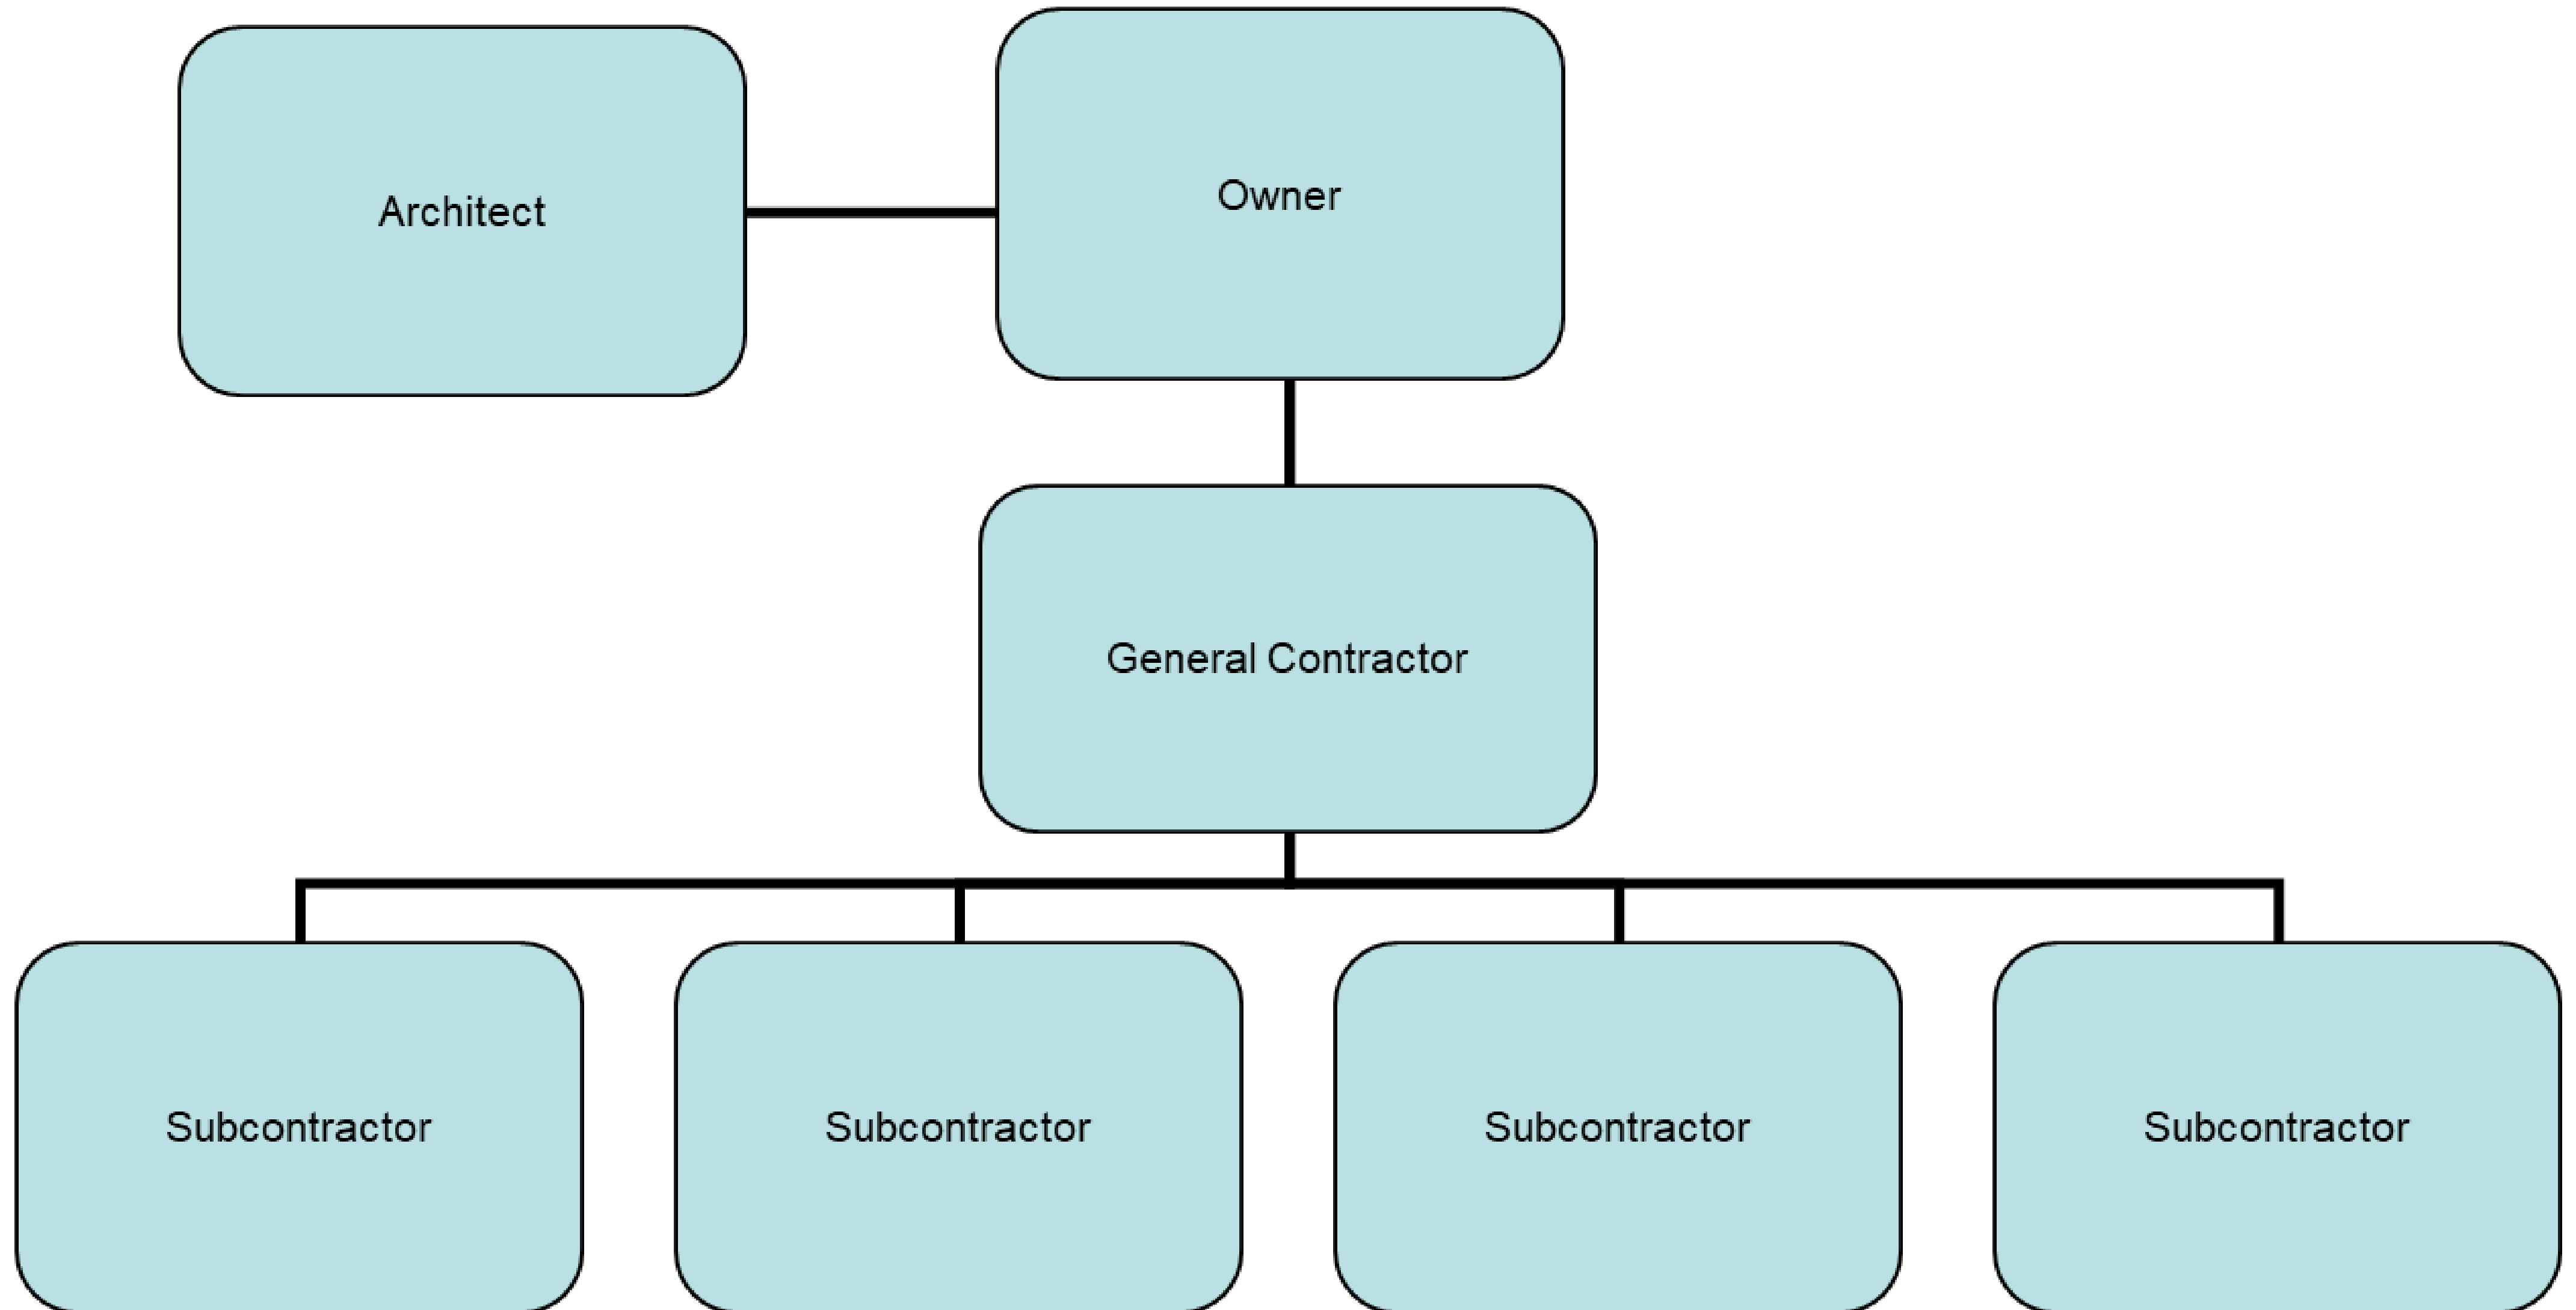 Architect
Owner
General Contractor
Subcontractor
Subcontractor
Subcontractor
Subcontractor